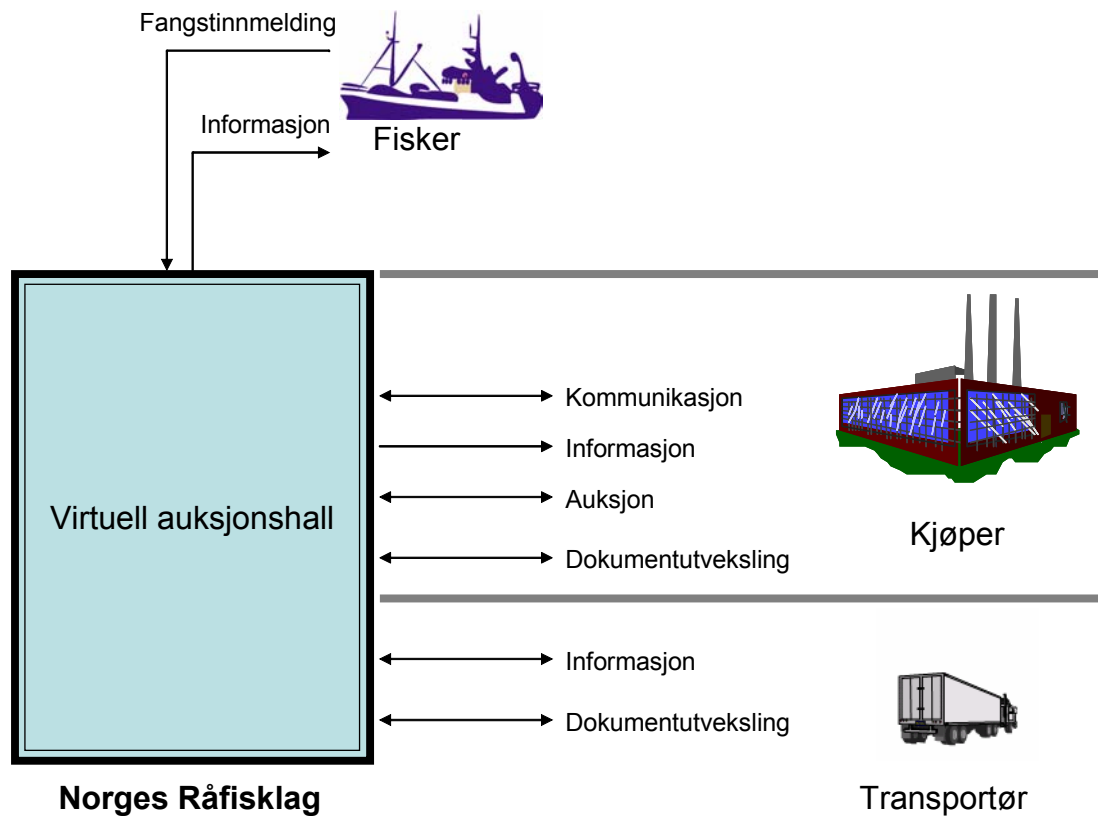 Fangstinnmelding
Informasjon
Fisker
Kommunikasjon
Informasjon
Auksjon
Dokumentutveksling
Virtuell auksjonshall
Kjøper
Informasjon
Dokumentutveksling
Norges Råfisklag
Transportør